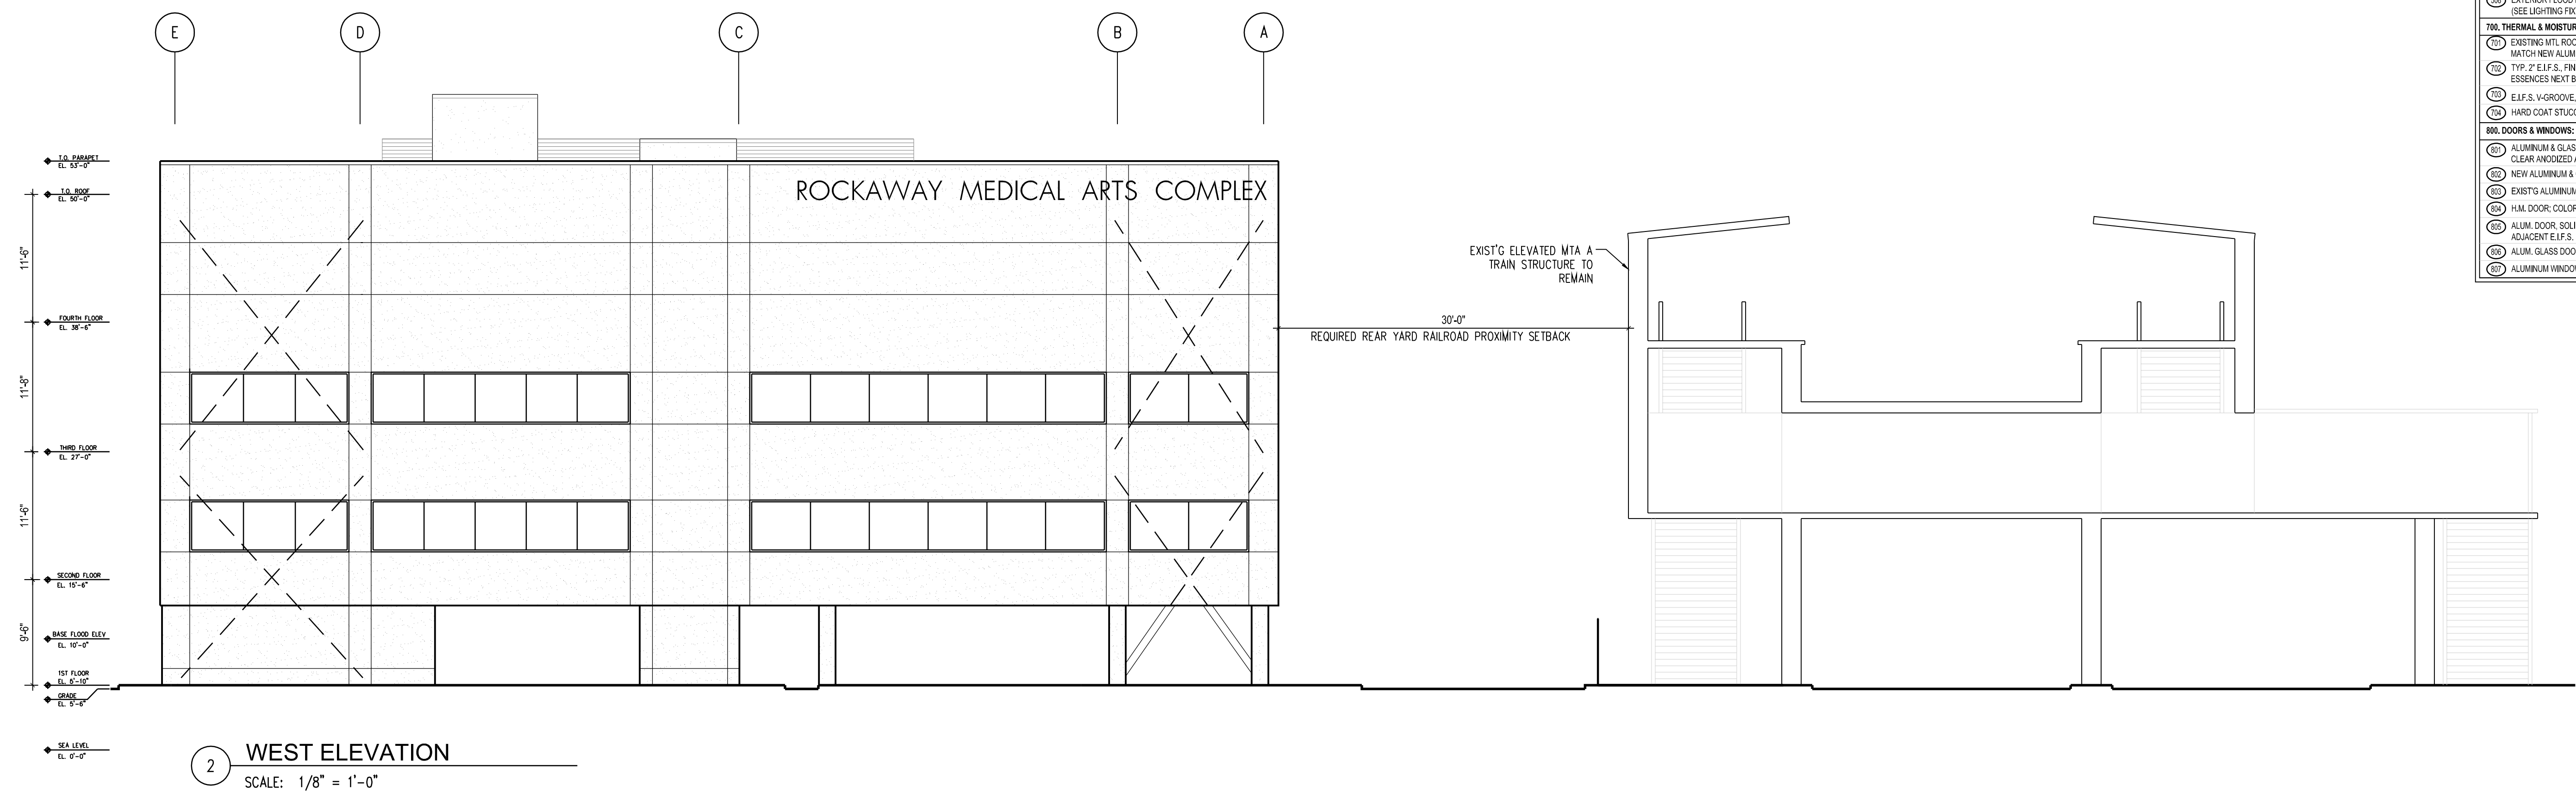 E
D
C
B
A
(SEE LIGHTING FIX
700. THERMAL & MOISTUR
701 EXISTING MTL ROO
MATCH NEW ALUM
702 TYP. 2" E.I.F.S., FIN
ESSENCES NEXT B
703 E.I.F.S. V-GROOVE,
704 HARD COAT STUCC
800. DOORS & WINDOWS:
801 ALUMINUM & GLAS
CLEAR ANODIZED A
802 NEW ALUMINUM &
803 EXIST'G ALUMINUM
804 H.M. DOOR; COLOR
805 ALUM. DOOR, SOLI
ADJACENT E.I.F.S.
806 ALUM. GLASS DOO
807 ALUMINUM WINDOW
T.O. PARAPET
EL. 53'-0"
T.O. ROOF
EL. 50'-0"
ROCKAWAY MEDICAL ARTS COMPLEX
11'-6"
EXIST'G ELEVATED MTA A
TRAIN STRUCTURE TO
REMAIN
FOURTH FLOOR
EL. 38'-6"
30'-0"
REQUIRED REAR YARD RAILROAD PROXIMITY SETBACK
11'-8"
THIRD FLOOR
EL. 27'-0"
11'-6"
SECOND FLOOR
EL. 15'-6"
9'-6"
BASE FLOOD ELEV
EL. 10'-0"
1ST FLOOR
EL. 5'-10"
GRADE
EL. 5'-6"
SEA LEVEL
EL. 0'-0"
2 WEST ELEVATION
SCALE: 1/8" = 1'-0"